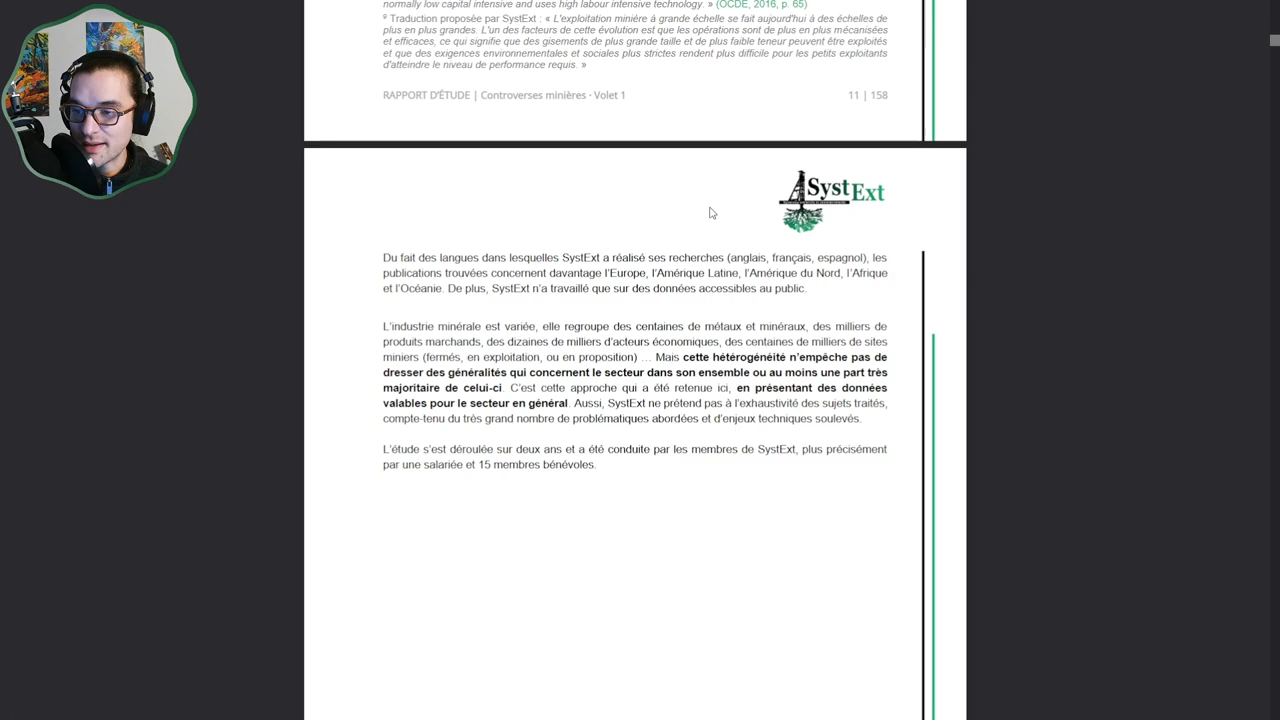 normally low capital intensive and uses high labour intensive technology. » (OCDE, 2016, p. 65)
g Traduction proposée par SystExt : « L'exploitation minière à grande échelle se fait aujourd'hui à des échelles de
plus en plus grandes. L'un des facteurs de cette évolution est que les opérations sont de plus en plus mécanisées
et efficaces, ce qui signifie que des gisements de plus grande taille et de plus faible teneur peuvent être exploités
et que des exigences environnementales et sociales plus strictes rendent plus difficile pour les petits exploitants
d'atteindre le niveau de performance requis. »
RAPPORT D'ÉTUDE | Controverses minières · Volet 1
11 | 158
SystExt
Du fait des langues dans lesquelles SystExt a réalisé ses recherches (anglais, français, espagnol), les
publications trouvées concernent davantage l'Europe, l'Amérique Latine, l'Amérique du Nord, l'Afrique
et l'Océanie. De plus, SystExt n'a travaillé que sur des données accessibles au public.
L'industrie minérale est variée, elle regroupe des centaines de métaux et minéraux, des milliers de
produits marchands, des dizaines de milliers d'acteurs économiques, des centaines de milliers de sites
miniers (fermés, en exploitation, ou en proposition) … Mais cette hétérogénéité n'empêche pas de
dresser des généralités qui concernent le secteur dans son ensemble ou au moins une part très
majoritaire de celui-ci. C'est cette approche qui a été retenue ici, en présentant des données
valables pour le secteur en général. Aussi, SystExt ne prétend pas à l'exhaustivité des sujets traités,
compte-tenu du très grand nombre de problématiques abordées et d'enjeux techniques soulevés.
L'étude s'est déroulée sur deux ans et a été conduite par les membres de SystExt, plus précisément
par une salariée et 15 membres bénévoles.